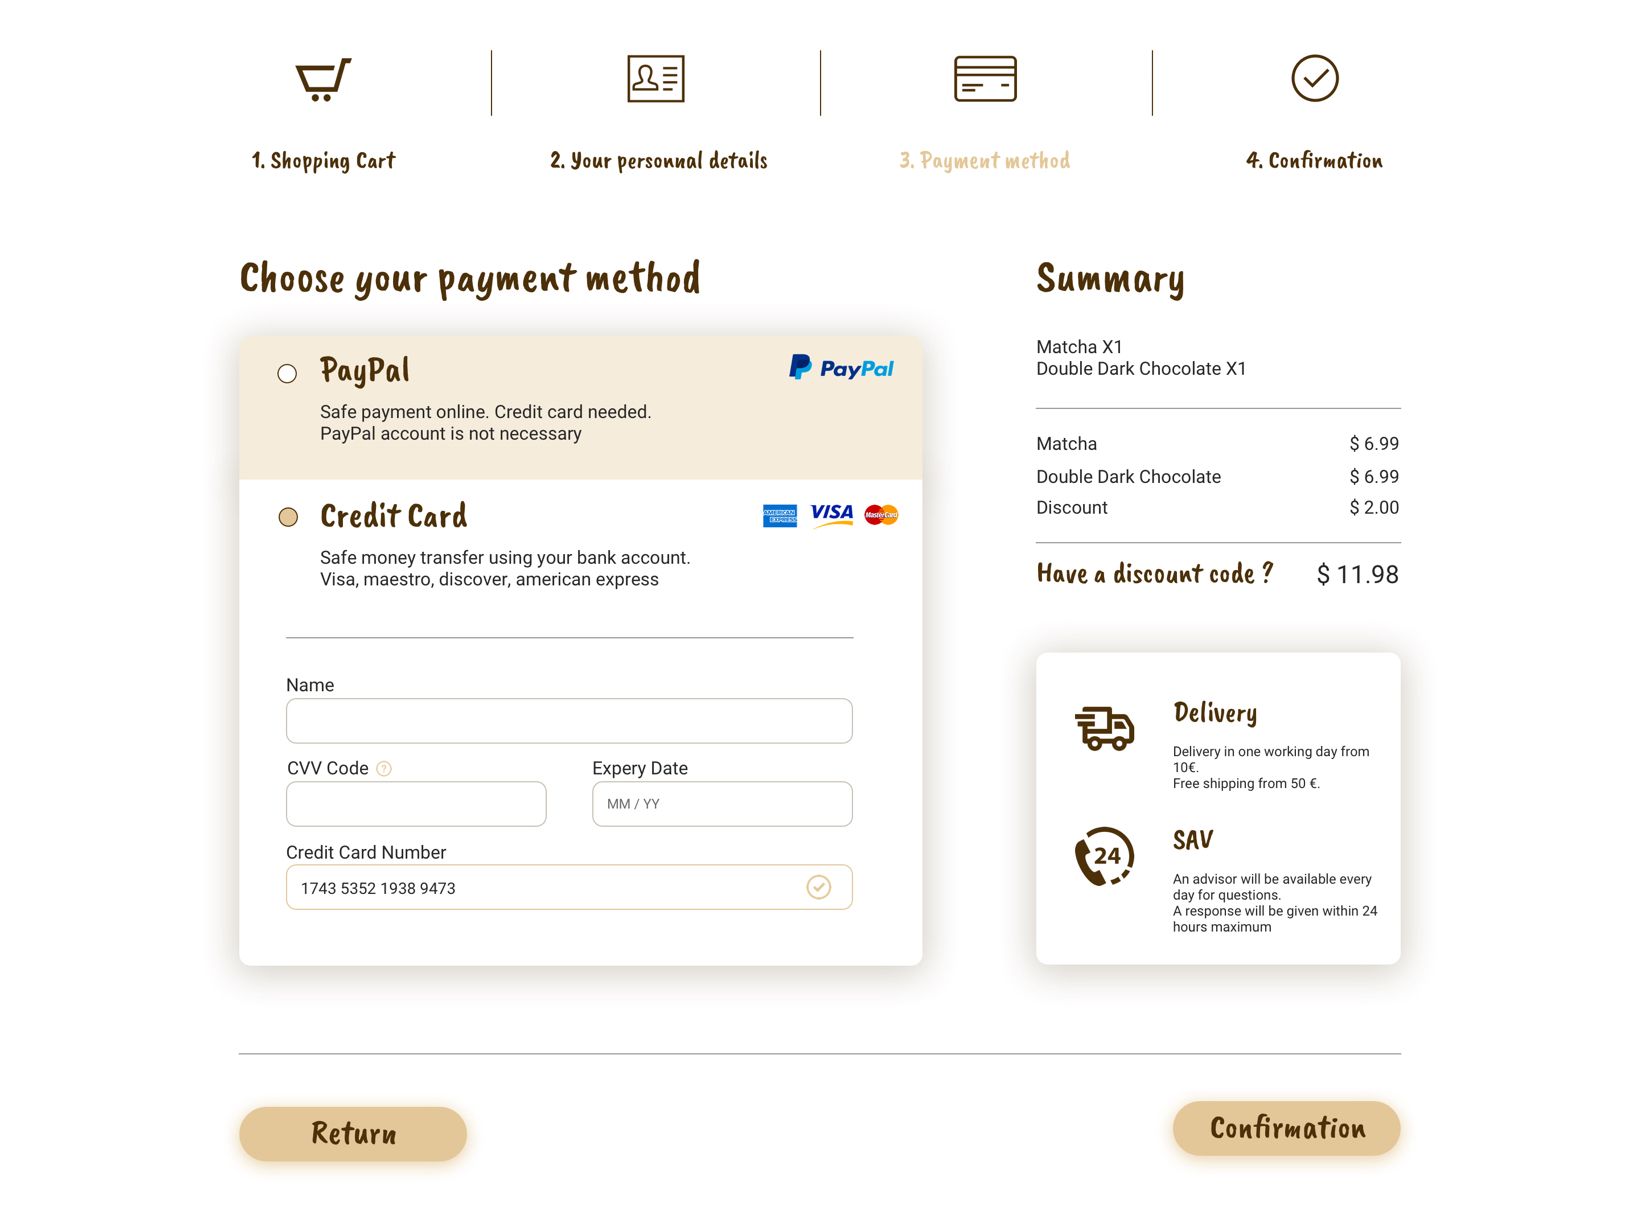 1. Shopping Cart
2. Your personnal details
3. Payment method
4. Confirmation
Choose your payment method
PayPal
PayPal
Safe payment online. Credit card needed.
PayPal account is not necessary
Credit Card
AMERICAN EXPRESS
VISA
MasterCard
Safe money transfer using your bank account.
Visa, maestro, discover, american express
Name
CVV Code ?
Expery Date
MM / YY
Credit Card Number
1743 5352 1938 9473
Summary
Matcha X1
Double Dark Chocolate X1
Matcha $ 6.99
Double Dark Chocolate $ 6.99
Discount $ 2.00
Have a discount code ? $ 11.98
Delivery
Delivery in one working day from
10€.
Free shipping from 50 €.
24
SAV
An advisor will be available every
day for questions.
A response will be given within 24
hours maximum
Return
Confirmation